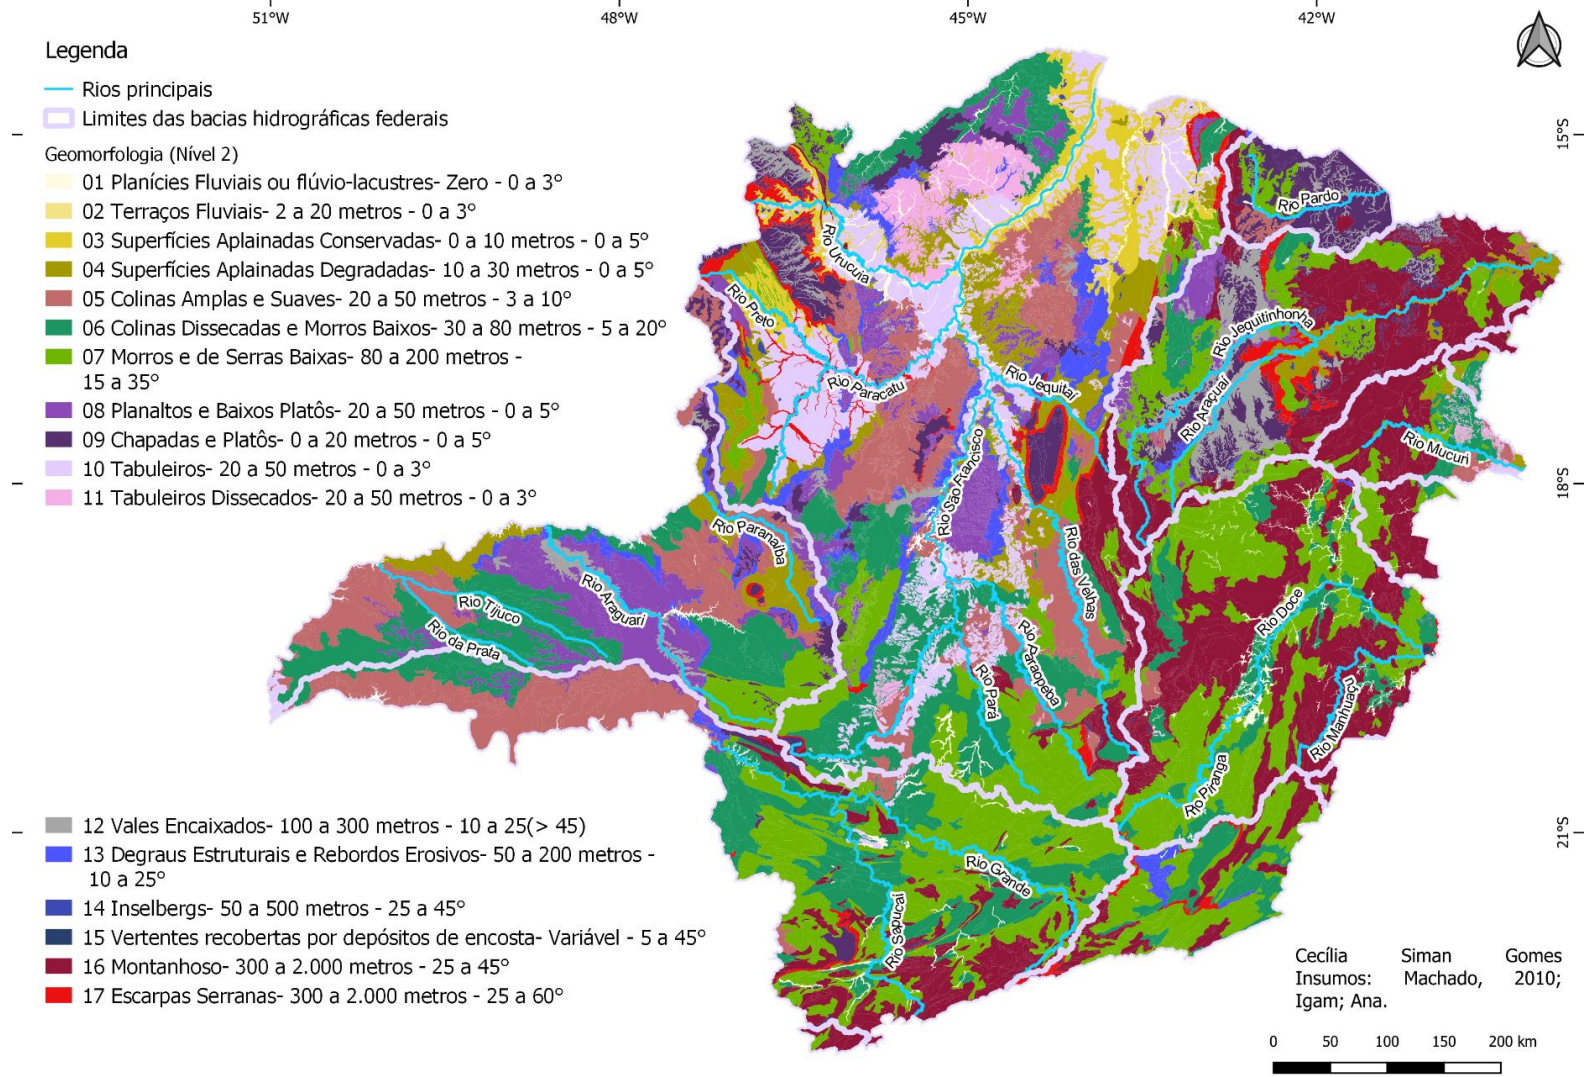 51°W
48°W
45°W
42°W
Legenda
Rios principais
Limites das bacias hidrográficas federais
Geomorfologia (Nível 2)
01 Planícies Fluviais ou flúvio-lacustres- Zero - 0 a 3°
02 Terraços Fluviais- 2 a 20 metros - 0 a 3°
03 Superfícies Aplainadas Conservadas- 0 a 10 metros - 0 a 5°
04 Superfícies Aplainadas Degradadas- 10 a 30 metros - 0 a 5°
05 Colinas Amplas e Suaves- 20 a 50 metros - 3 a 10°
06 Colinas Dissecadas e Morros Baixos- 30 a 80 metros - 5 a 20°
07 Morros e de Serras Baixas- 80 a 200 metros -
15 a 35°
08 Planaltos e Baixos Platôs- 20 a 50 metros - 0 a 5°
09 Chapadas e Platôs- 0 a 20 metros - 0 a 5°
10 Tabuleiros- 20 a 50 metros - 0 a 3°
11 Tabuleiros Dissecados- 20 a 50 metros - 0 a 3°
12 Vales Encaixados- 100 a 300 metros - 10 a 25(> 45)
13 Degraus Estruturais e Rebordos Erosivos- 50 a 200 metros -
10 a 25°
14 Inselbergs- 50 a 500 metros - 25 a 45°
15 Vertentes recobertas por depósitos de encosta- Variável - 5 a 45°
16 Montanhoso- 300 a 2.000 metros - 25 a 45°
17 Escarpas Serranas- 300 a 2.000 metros - 25 a 60°
15°S
18°S
21°S
Rio Pardo
Rio Urucuia
Rio Preto
Rio Jequitinhonha
Rio Jequitaí
Rio Paracatu
Rio Araçuaí
Rio Mucuri
Rio São Francisco
Rio Paranaíba
Rio das Velhas
Rio Araguari
Rio Tijuco
Rio da Prata
Rio Doce
Rio Paraopeba
Rio Pará
Rio Manhuaçu
Rio Piranga
Rio Grande
Rio Sapucaí
Cecília Siman Gomes
Insumos: Machado, 2010;
Igam; Ana.
0 50 100 150 200 km